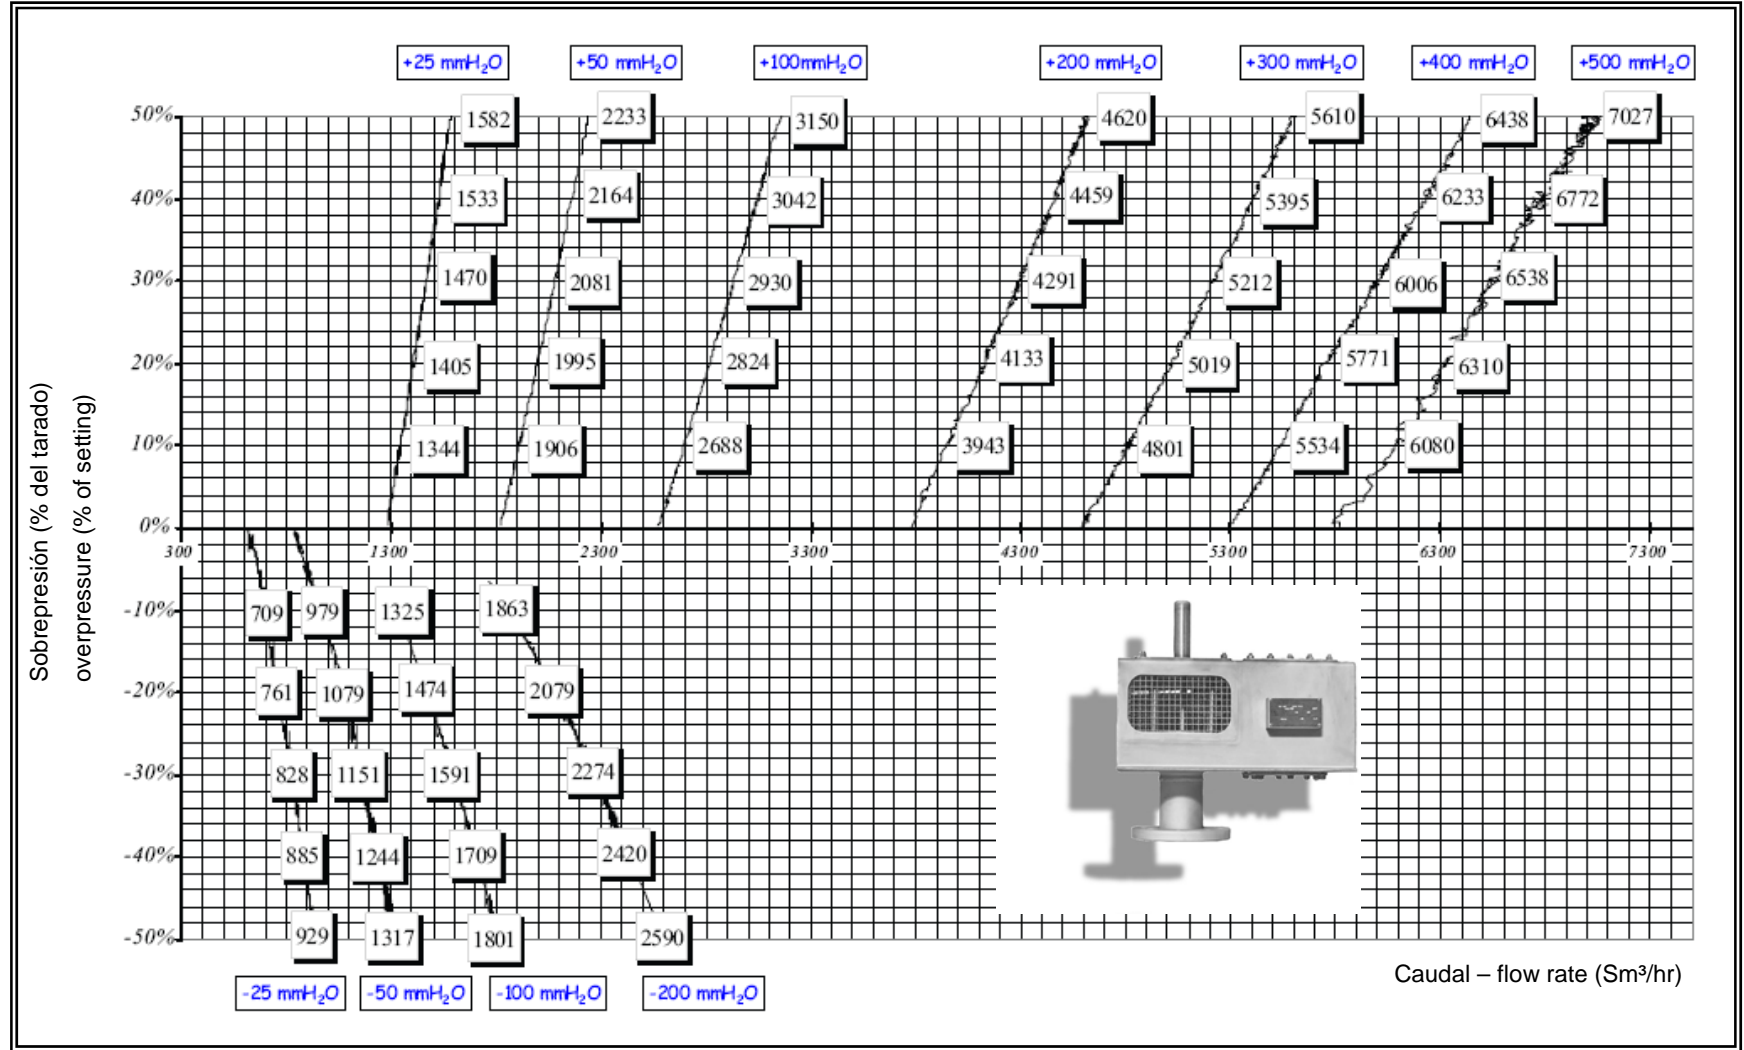 +25 mmH₂O +50 mmH₂O +100mmH₂O +200 mmH₂O +300 mmH₂O +400 mmH₂O +500 mmH₂O
50% 1582 2233 3150 4620 5610 6438 7027
40% 1533 2164 3042 4459 5395 6233 6772
30% 1470 2081 2930 4291 5212 6006 6538
20% 1405 1995 2824 4133 5019 5771 6310
10% 1344 1906 2688 3943 4801 5534 6080
0%
300 1300 2300 3300 4300 5300 6300 7300
-10% 709 979 1325 1863
-20% 761 1079 1474 2079
-30% 828 1151 1591 2274
-40% 885 1244 1709 2420
-50% 929 1317 1801 2590
-25 mmH₂O -50 mmH₂O -100 mmH₂O -200 mmH₂O
Sobrepresión (% del tarado)
overpressure (% of setting)
Caudal – flow rate (Sm³/hr)